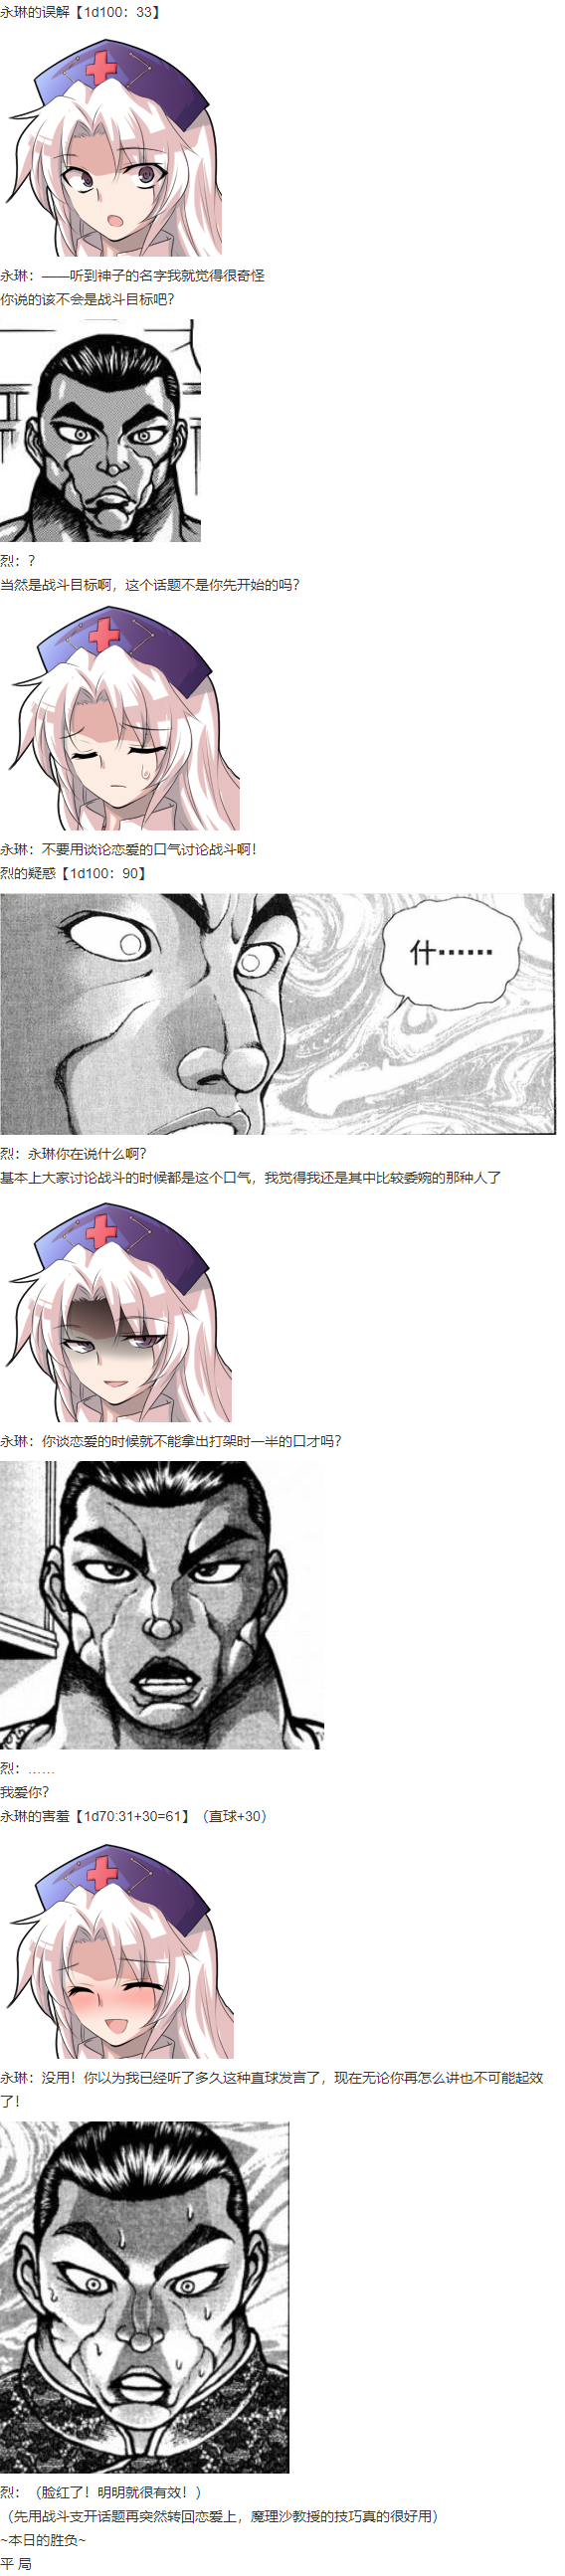 永琳的误解【1d100：33】
永琳：——听到神子的名字我就觉得很奇怪
你说的该不会是战斗目标吧？
烈：？
当然是战斗目标啊，这个话题不是你先开始的吗？
永琳：不要用谈论恋爱的口气讨论战斗啊！
烈的疑惑【1d100：90】
什……
烈：永琳你在说什么啊？
基本上大家讨论战斗的时候都是这个口气，我觉得我还是其中比较委婉的那种人了
永琳：你谈恋爱的时候就不能拿出打架时一半的口才吗？
烈：……
我爱你？
永琳的害羞【1d70:31+30=61】（直球+30）
永琳：没用！你以为我已经听了多久这种直球发言了，现在无论你再怎么讲也不可能起效
了！
烈：（脸红了！明明就很有效！）
（先用战斗支开话题再突然转回恋爱上，魔理沙教授的技巧真的很好用）
~本日的胜负~
平 局